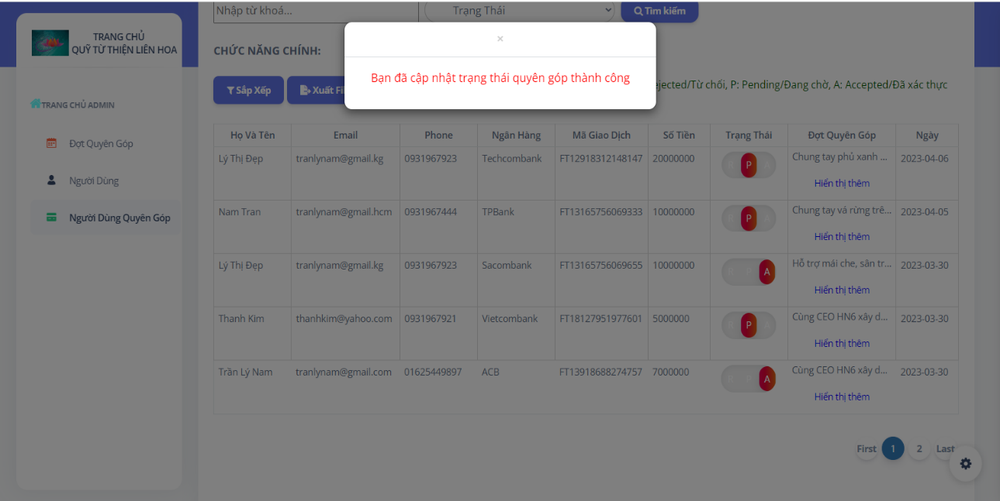 Nhập từ khoá...
Trạng Thái
Tìm kiếm
TRANG CHỦ
QUỸ TỪ THIỆN LIÊN HOA
×
CHỨC NĂNG CHÍNH:
Bạn đã cập nhật trạng thái quyên góp thành công
Sắp Xếp
Xuất Fi
ejected/Từ chối, P: Pending/Đang chờ, A: Accepted/Đã xác thực
TRANG CHỦ ADMIN
Đợt Quyên Góp
Người Dùng
Người Dùng Quyên Góp
Họ Và Tên Email Phone Ngân Hàng Mã Giao Dịch Số Tiền Trạng Thái Đợt Quyên Góp Ngày
Lý Thị Đẹp tranlynam@gmail.kg 0931967923 Techcombank FT12918312148147 20000000 R P A Chung tay phủ xanh ... 2023-04-06
Hiển thị thêm
Nam Tran tranlynam@gmail.hcm 0931967444 TPBank FT13165756069333 10000000 R P A Chung tay vá rừng trê... 2023-04-05
Hiển thị thêm
Lý Thị Đẹp tranlynam@gmail.kg 0931967923 Sacombank FT13165756069655 10000000 R P A Hỗ trợ mái che, sân tr... 2023-03-30
Hiển thị thêm
Thanh Kim thanhkim@yahoo.com 0931967921 Vietcombank FT18127951977601 5000000 R P A Cùng CEO HN6 xây d... 2023-03-30
Hiển thị thêm
Trần Lý Nam tranlynam@gmail.com 01625449897 ACB FT13918688274757 7000000 R P A Cùng CEO HN6 xây d... 2023-03-30
Hiển thị thêm
First 1 2 Last